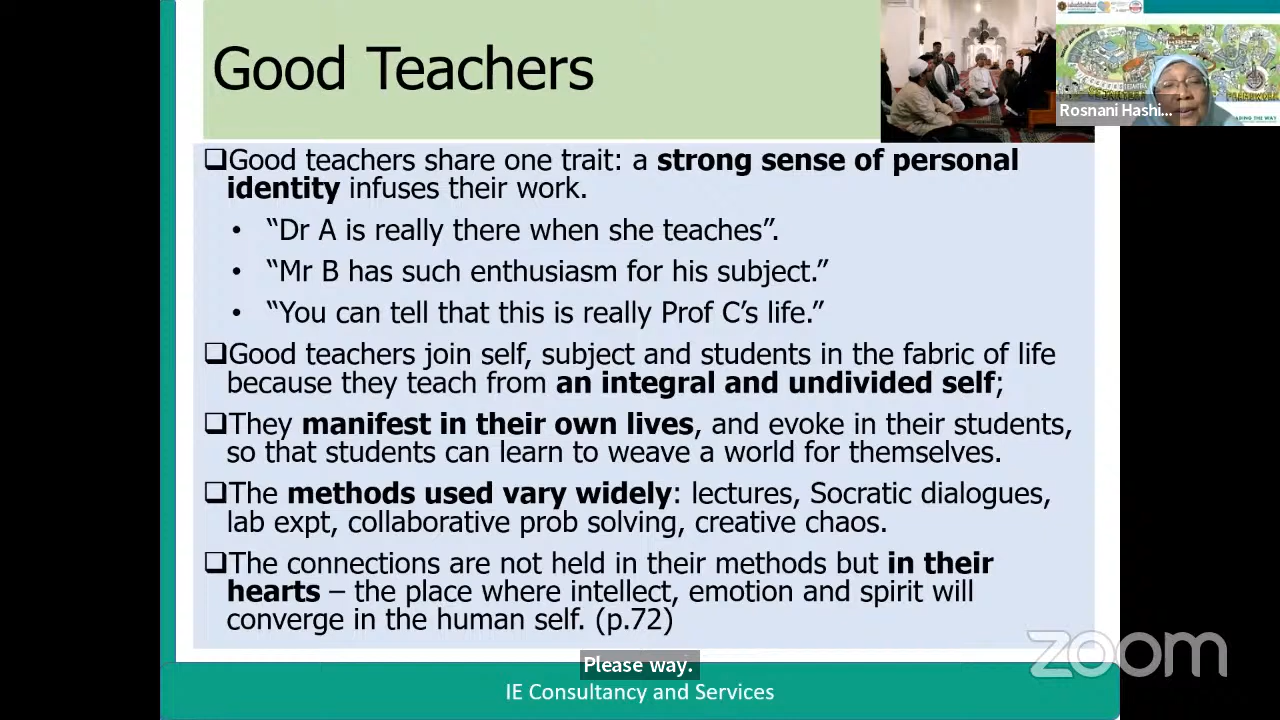 Good Teachers
Rosnani Hashi...
❑Good teachers share one trait: a strong sense of personal
identity infuses their work.
• “Dr A is really there when she teaches”.
• “Mr B has such enthusiasm for his subject.”
• “You can tell that this is really Prof C’s life.”
❑Good teachers join self, subject and students in the fabric of life
because they teach from an integral and undivided self;
❑They manifest in their own lives, and evoke in their students,
so that students can learn to weave a world for themselves.
❑The methods used vary widely: lectures, Socratic dialogues,
lab expt, collaborative prob solving, creative chaos.
❑The connections are not held in their methods but in their
hearts – the place where intellect, emotion and spirit will
converge in the human self. (p.72)
zoom
Please way.
IE Consultancy and Services